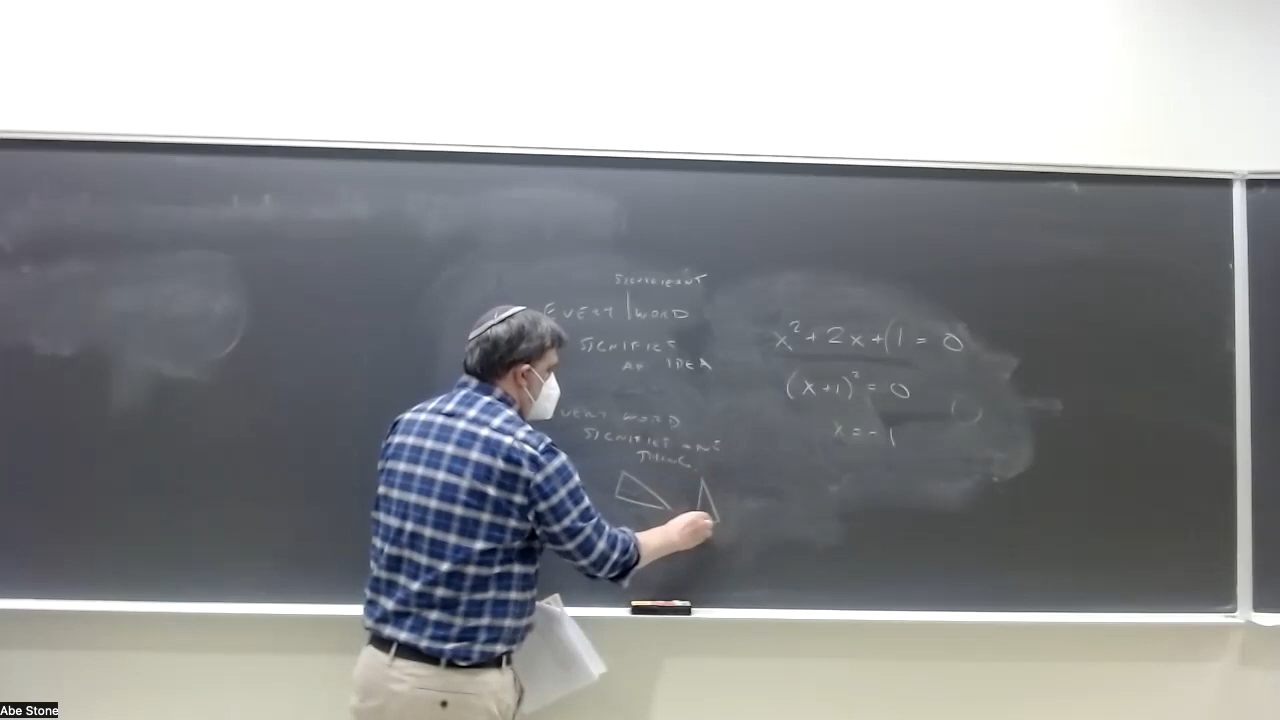 SIGNIFICANT
EVERY WORD
SIGNIFIES
AN IDEA
EVERY WORD
SIGNIFIES ONE
THING
x² + 2x + (1 = 0
(x+1)² = 0
x = -1
Abe Stone